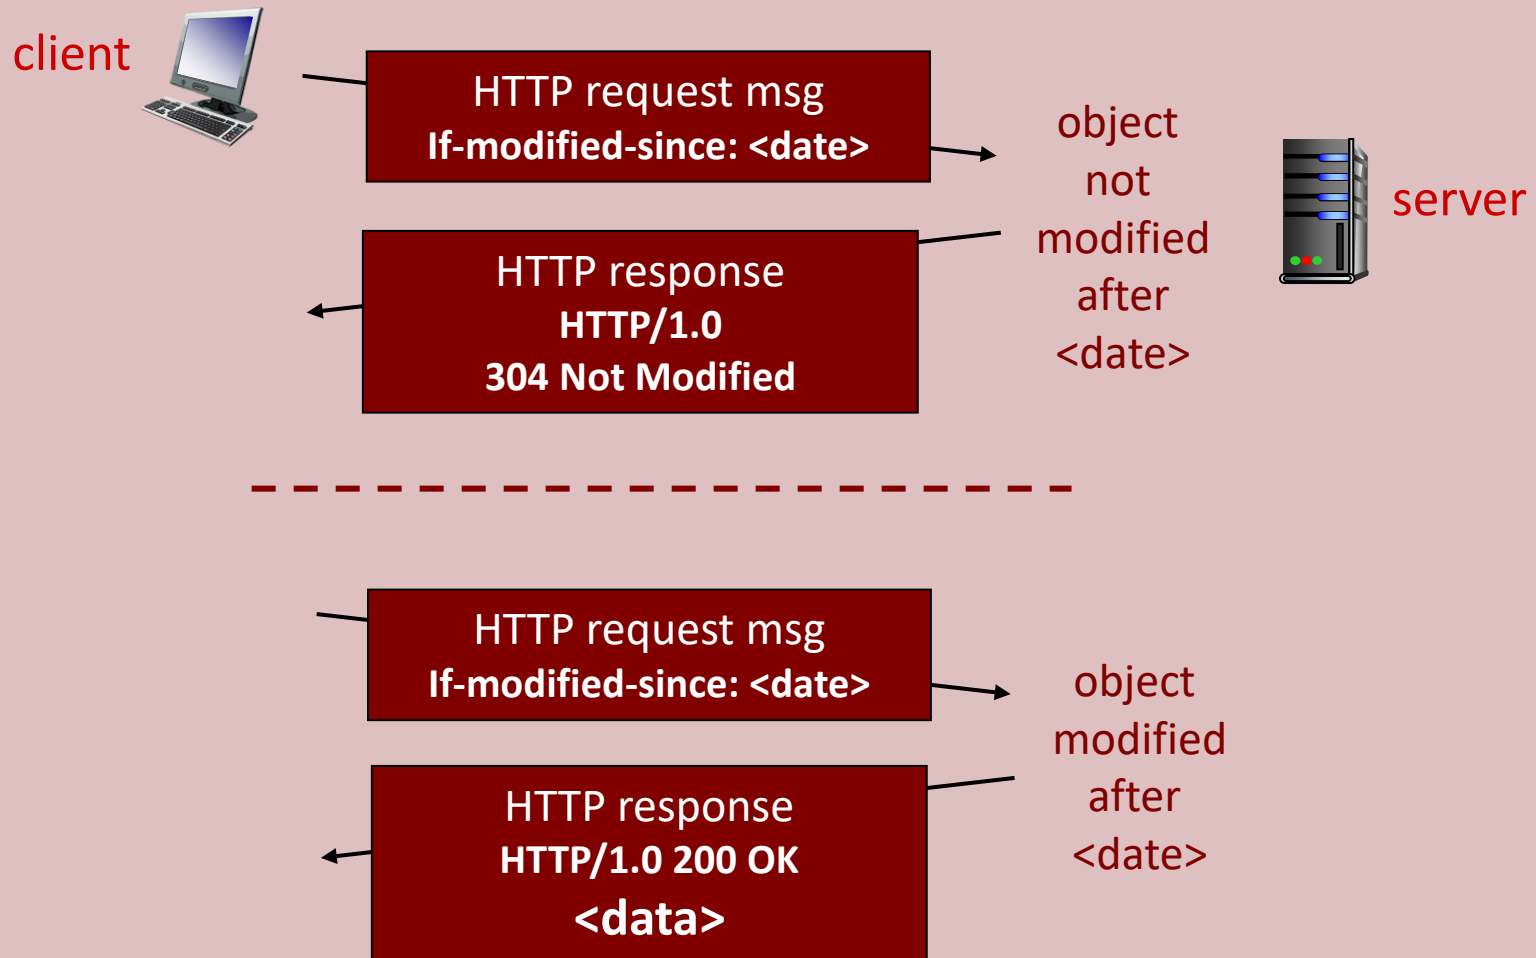 client
HTTP request msg
If-modified-since: <date>
object
not
modified
after
<date>
server
HTTP response
HTTP/1.0
304 Not Modified
HTTP request msg
If-modified-since: <date>
object
modified
after
<date>
HTTP response
HTTP/1.0 200 OK
<data>